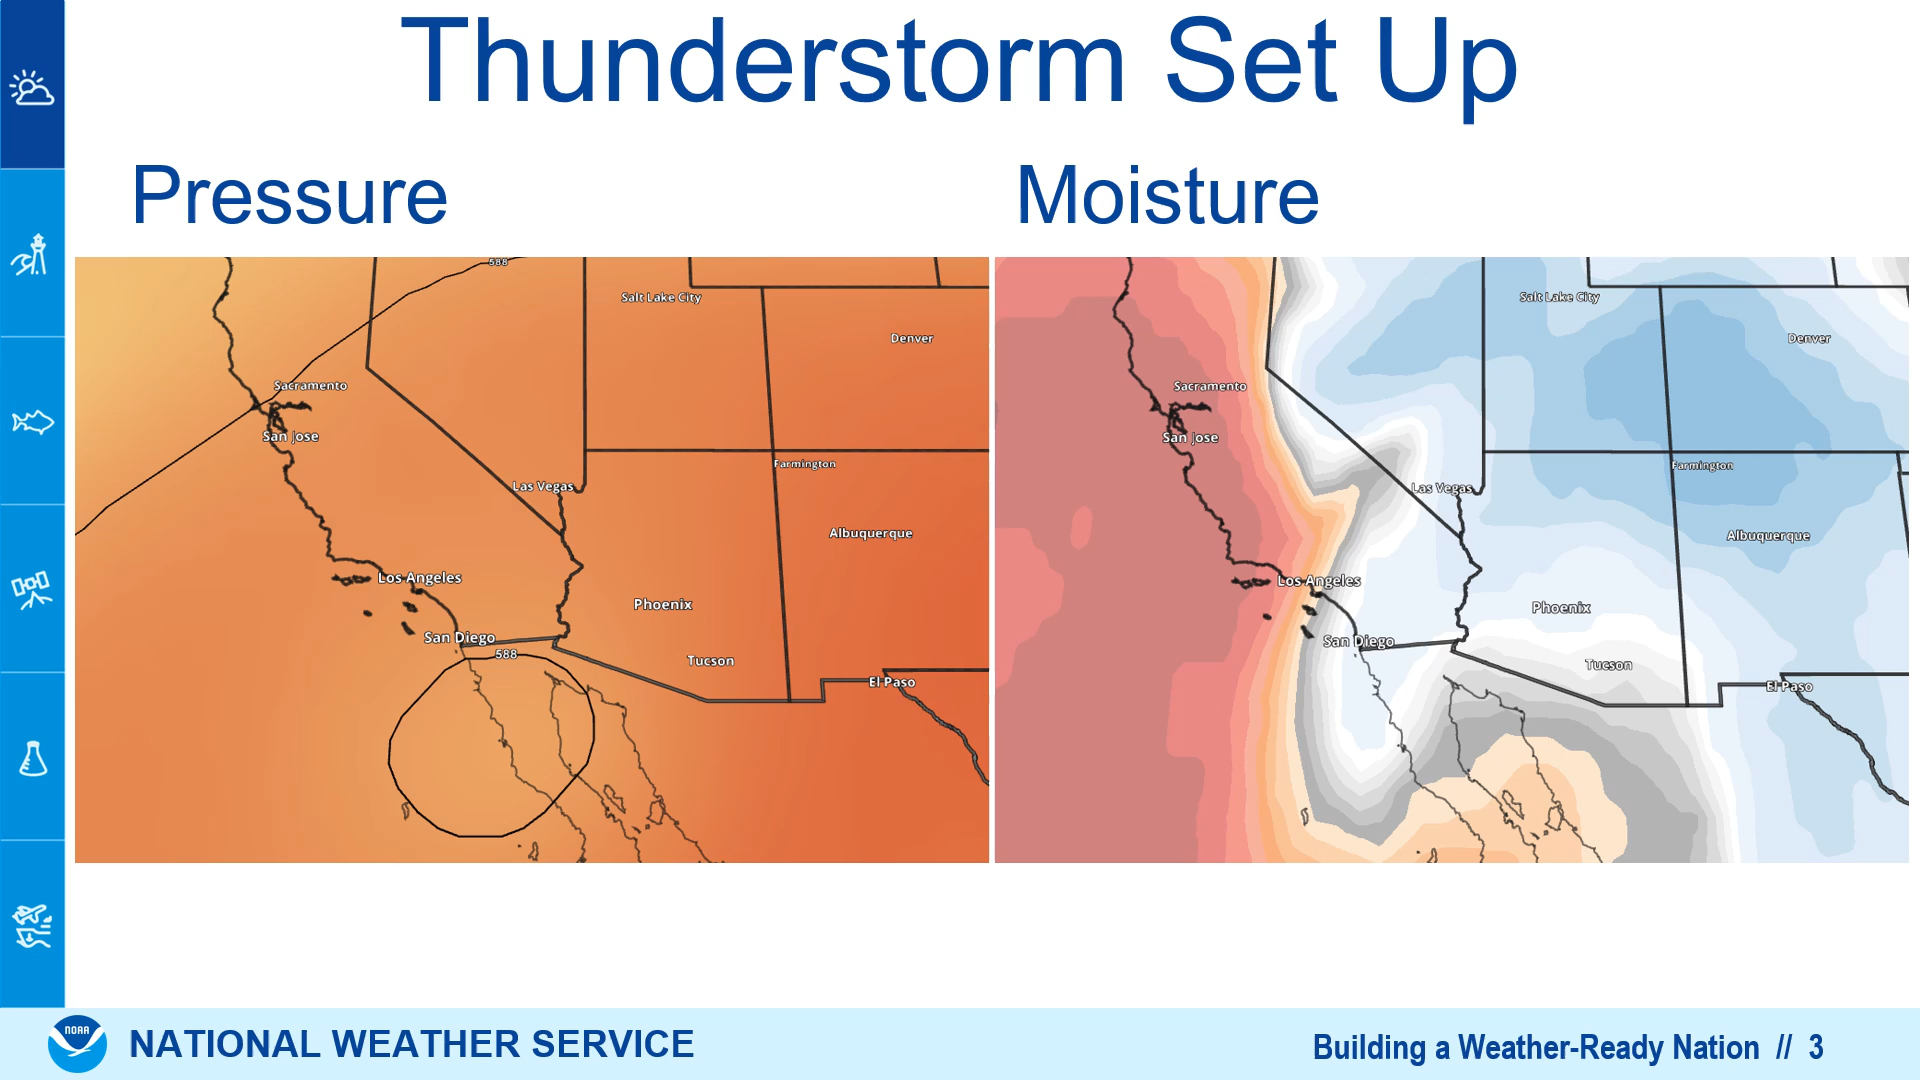 Thunderstorm Set Up
Pressure
588
Salt Lake City
Denver
Sacramento
San Jose
Farmington
Las Vegas
Albuquerque
Los Angeles
Phoenix
San Diego
588
Tucson
El Paso
Moisture
Salt Lake City
Denver
Sacramento
San Jose
Farmington
Las Vegas
Albuquerque
Los Angeles
Phoenix
San Diego
Tucson
El Paso
NOAA
NATIONAL WEATHER SERVICE
Building a Weather-Ready Nation // 3